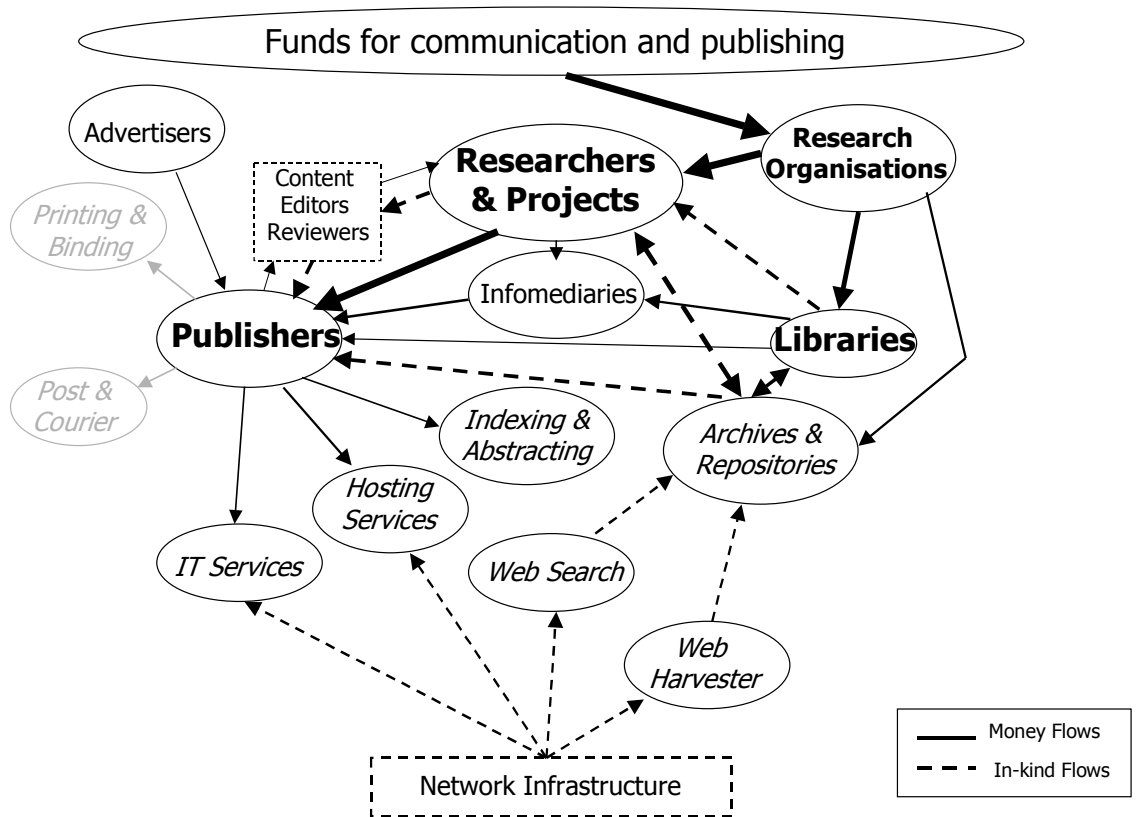 Funds for communication and publishing
Advertisers
Research
Organisations
Researchers
& Projects
Content
Editors
Reviewers
Printing &
Binding
Infomediaries
Publishers
Libraries
Post &
Courier
Indexing &
Abstracting
Archives &
Repositories
Hosting
Services
IT Services
Web Search
Web
Harvester
Money Flows
In-kind Flows
Network Infrastructure